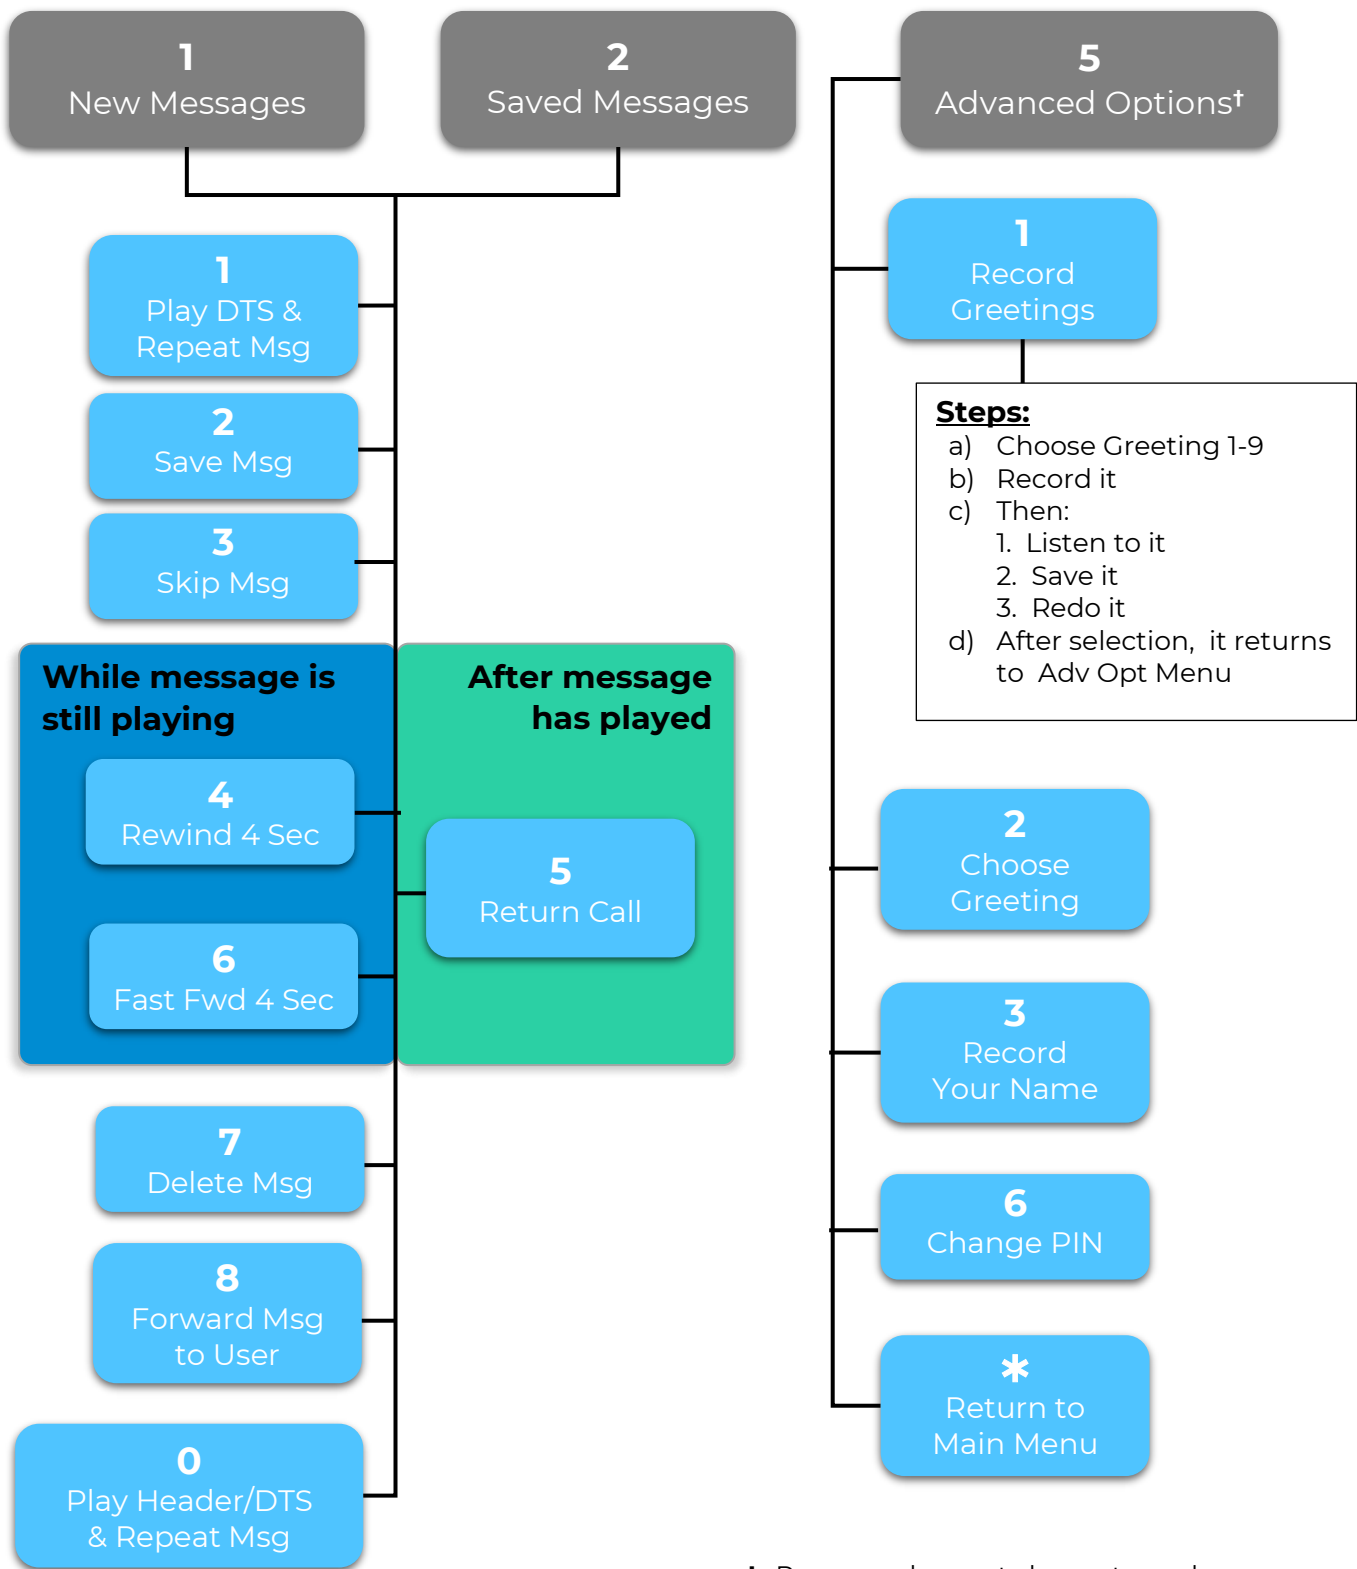 1
New Messages
2
Saved Messages
1
Play DTS &
Repeat Msg
2
Save Msg
3
Skip Msg
While message is
still playing
4
Rewind 4 Sec
6
Fast Fwd 4 Sec
After message
has played
5
Return Call
7
Delete Msg
8
Forward Msg
to User
0
Play Header/DTS
& Repeat Msg
5
Advanced Options†
1
Record
Greetings
Steps:
a) Choose Greeting 1-9
b) Record it
c) Then:
1. Listen to it
2. Save it
3. Redo it
d) After selection, it returns
to Adv Opt Menu
2
Choose
Greeting
3
Record
Your Name
6
Change PIN
*
Return to
Main Menu